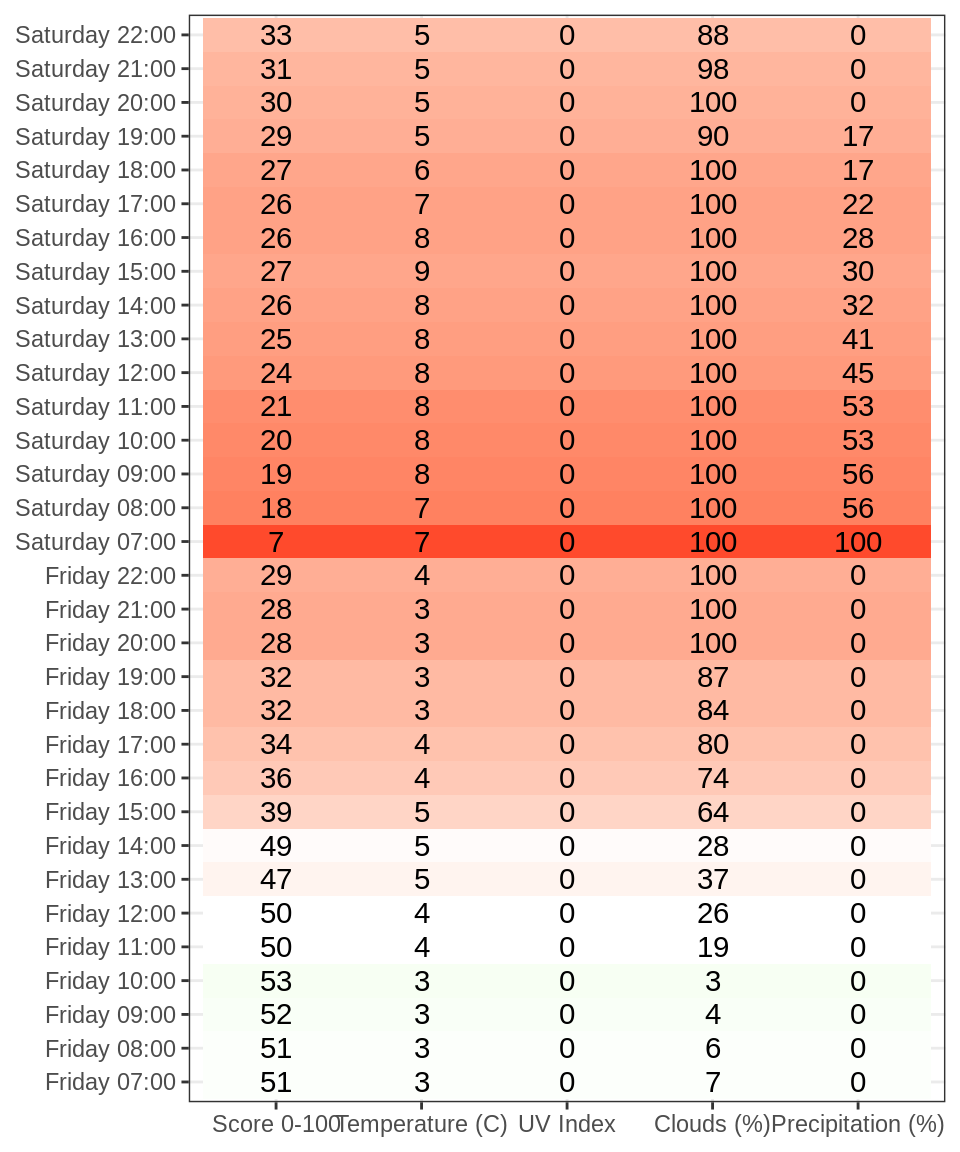 Saturday 22:00 33 5 0 88 0
Saturday 21:00 31 5 0 98 0
Saturday 20:00 30 5 0 100 0
Saturday 19:00 29 5 0 90 17
Saturday 18:00 27 6 0 100 17
Saturday 17:00 26 7 0 100 22
Saturday 16:00 26 8 0 100 28
Saturday 15:00 27 9 0 100 30
Saturday 14:00 26 8 0 100 32
Saturday 13:00 25 8 0 100 41
Saturday 12:00 24 8 0 100 45
Saturday 11:00 21 8 0 100 53
Saturday 10:00 20 8 0 100 53
Saturday 09:00 19 8 0 100 56
Saturday 08:00 18 7 0 100 56
Saturday 07:00 7 7 0 100 100
Friday 22:00 29 4 0 100 0
Friday 21:00 28 3 0 100 0
Friday 20:00 28 3 0 100 0
Friday 19:00 32 3 0 87 0
Friday 18:00 32 3 0 84 0
Friday 17:00 34 4 0 80 0
Friday 16:00 36 4 0 74 0
Friday 15:00 39 5 0 64 0
Friday 14:00 49 5 0 28 0
Friday 13:00 47 5 0 37 0
Friday 12:00 50 4 0 26 0
Friday 11:00 50 4 0 19 0
Friday 10:00 53 3 0 3 0
Friday 09:00 52 3 0 4 0
Friday 08:00 51 3 0 6 0
Friday 07:00 51 3 0 7 0
Score 0-100 Temperature (C) UV Index Clouds (%) Precipitation (%)